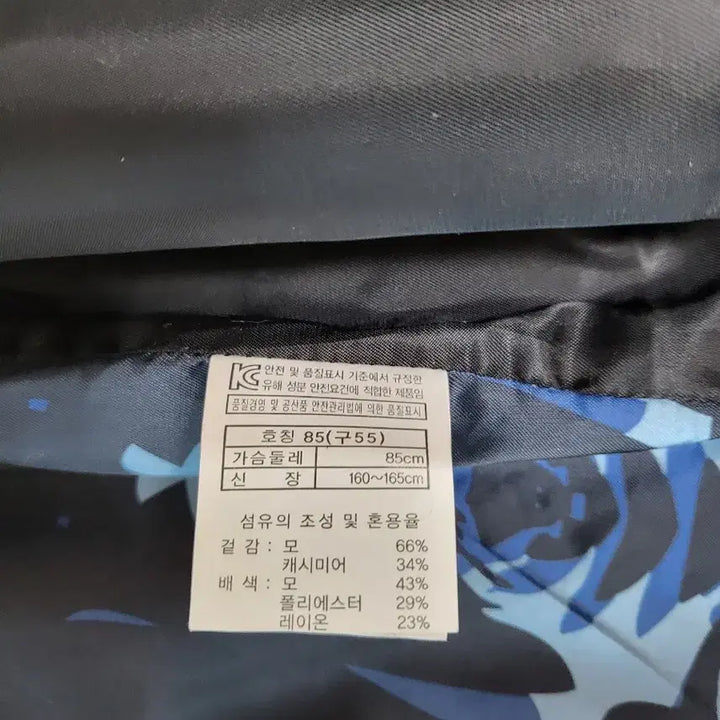 KC 안전 및 품질표시 기준에서 규정한
유해 성분 안전요건에 적합한 제품임
품질경영 및 공산품 안전관리법에 의한 품질표시
호칭 85(구55)
가슴둘레 85cm
신 장 160~165cm
섬유의 조성 및 혼용율
겉감 : 모 66%
캐시미어 34%
배색 : 모 43%
폴리에스터 29%
레이온 23%